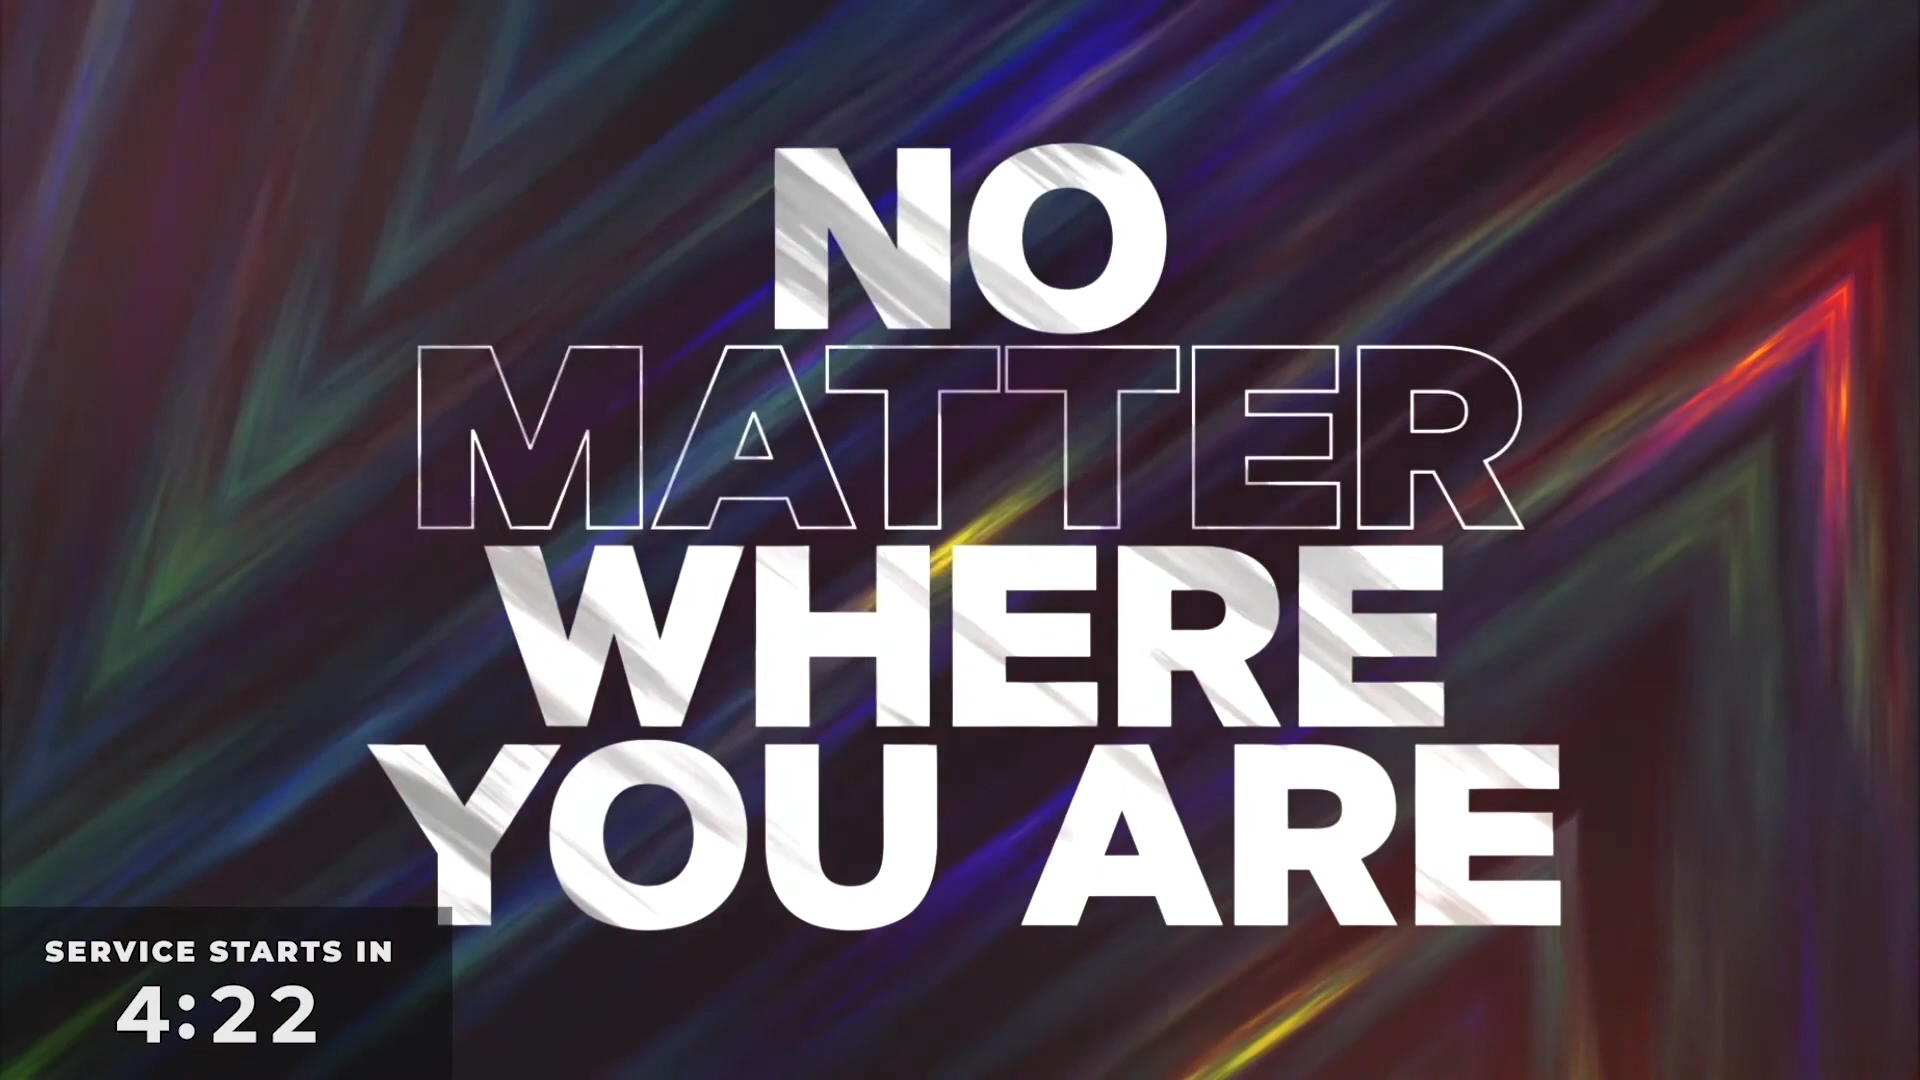 NO
MATTER
WHERE
YOU ARE
SERVICE STARTS IN
4:22